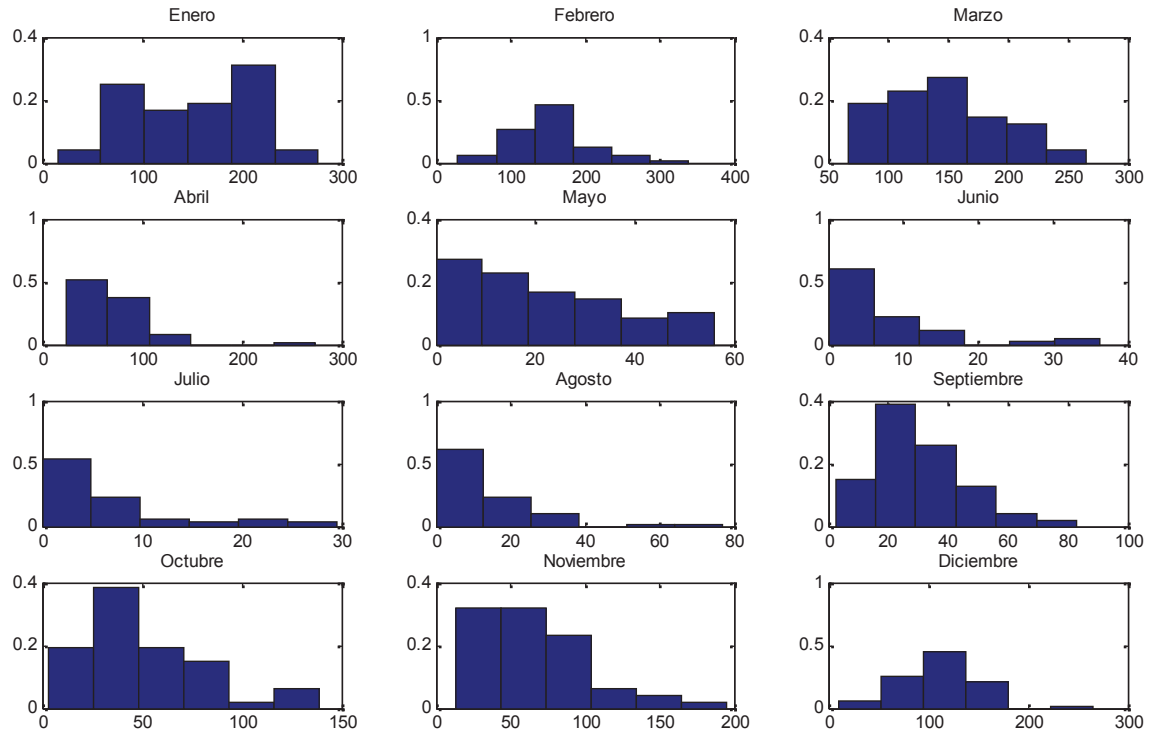 Enero
0.4
0.2
0
0 100 200 300
Febrero
1
0.5
0
100 200 300 400
Marzo
0.4
0.2
0
50 100 150 200 250 300
Abril
1
0.5
0
0 100 200 300
Mayo
0.4
0.2
0
20 40 60
Junio
1
0.5
0
0 10 20 30 40
Julio
1
0.5
0
0 10 20 30
Agosto
1
0.5
0
0 20 40 60 80
Septiembre
0.4
0.2
0
0 20 40 60 80 100
Octubre
0.4
0.2
0
0 50 100 150
Noviembre
0.4
0.2
0
0 50 100 150 200
Diciembre
1
0.5
0
0 100 200 300